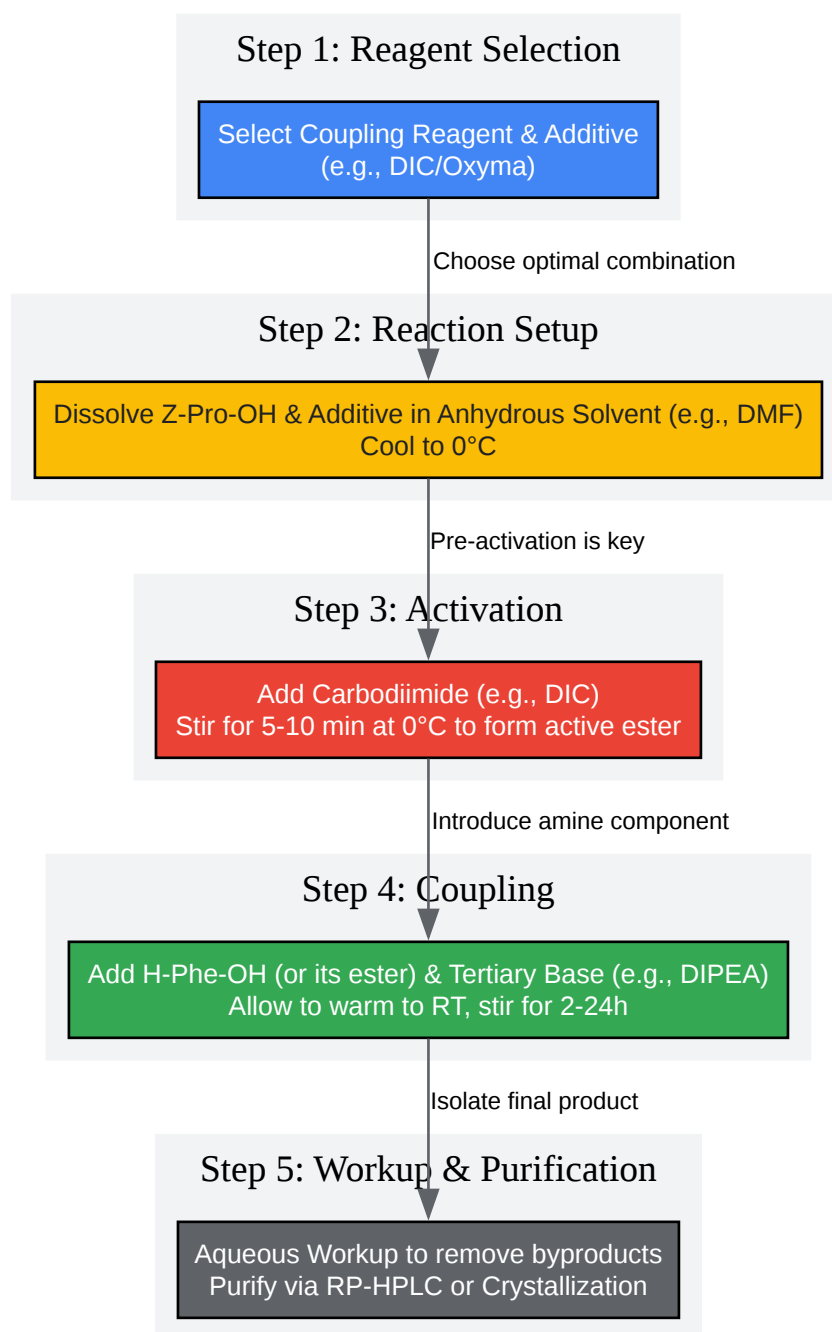 Step 1: Reagent Selection
Select Coupling Reagent & Additive
(e.g., DIC/Oxyma)
Choose optimal combination
Step 2: Reaction Setup
Dissolve Z-Pro-OH & Additive in Anhydrous Solvent (e.g., DMF)
Cool to 0°C
Pre-activation is key
Step 3: Activation
Add Carbodiimide (e.g., DIC)
Stir for 5-10 min at 0°C to form active ester
Introduce amine component
Step 4: Coupling
Add H-Phe-OH (or its ester) & Tertiary Base (e.g., DIPEA)
Allow to warm to RT, stir for 2-24h
Isolate final product
Step 5: Workup & Purification
Aqueous Workup to remove byproducts
Purify via RP-HPLC or Crystallization